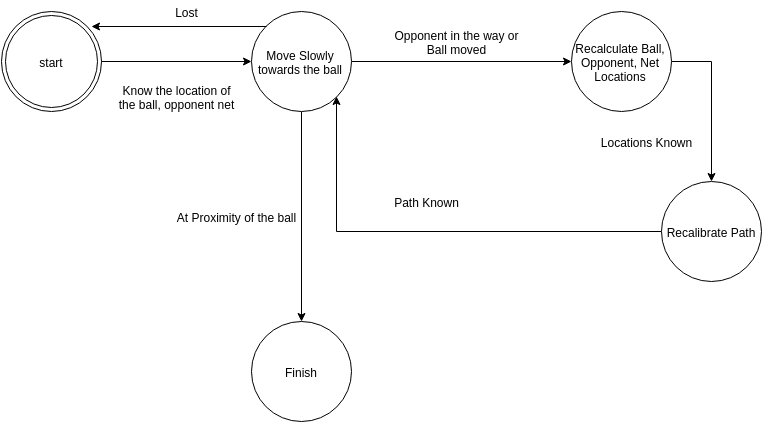 Lost
start
Know the location of
the ball, opponent net
Move Slowly
towards the ball
Opponent in the way or
Ball moved
Recalculate Ball,
Opponent, Net
Locations
Locations Known
Recalibrate Path
Path Known
At Proximity of the ball
Finish